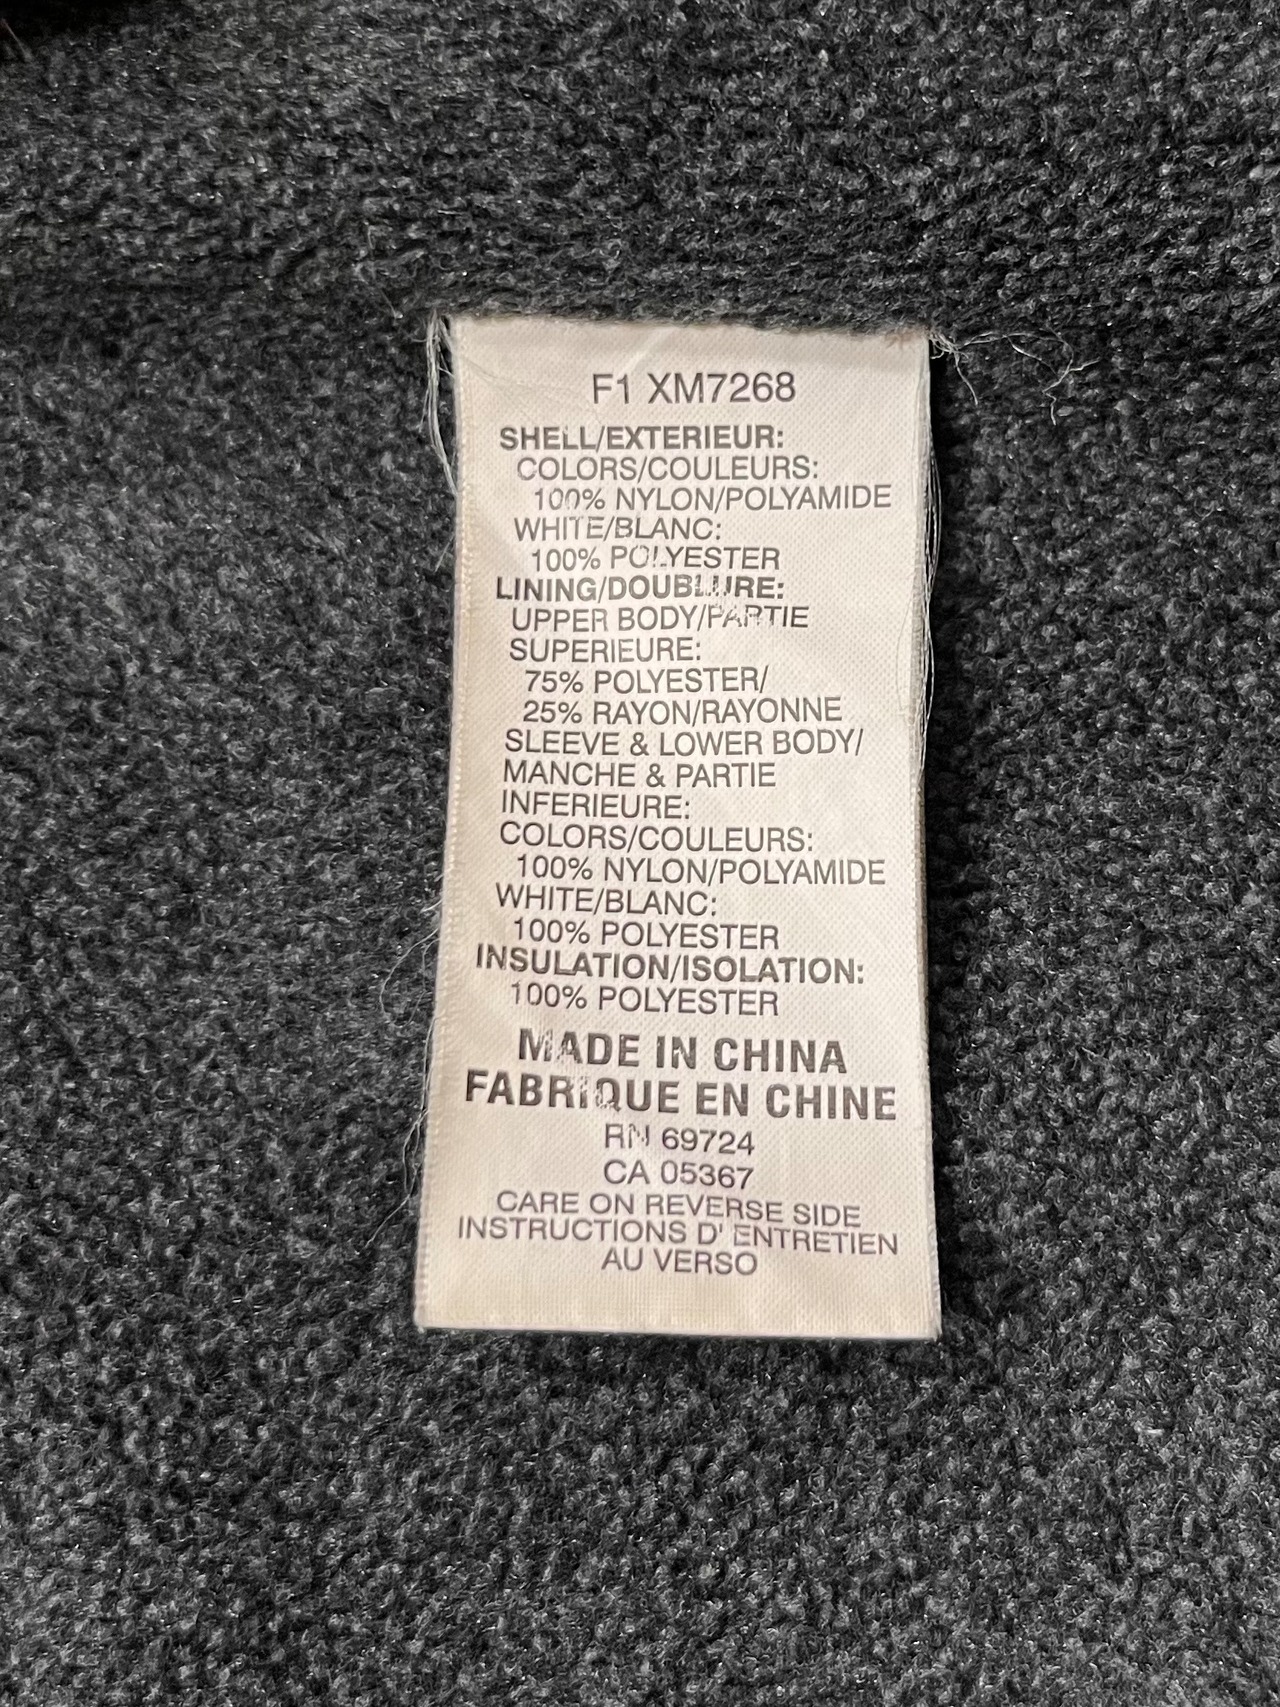 F1 XM7268
SHELL/EXTERIEUR:
COLORS/COULEURS:
100% NYLON/POLYAMIDE
WHITE/BLANC:
100% POLYESTER
LINING/DOUBLURE:
UPPER BODY/PARTIE
SUPERIEURE:
75% POLYESTER/
25% RAYON/RAYONNE
SLEEVE & LOWER BODY/
MANCHE & PARTIE
INFERIEURE:
COLORS/COULEURS:
100% NYLON/POLYAMIDE
WHITE/BLANC:
100% POLYESTER
INSULATION/ISOLATION:
100% POLYESTER
MADE IN CHINA
FABRIQUE EN CHINE
RN 69724
CA 05367
CARE ON REVERSE SIDE
INSTRUCTIONS D' ENTRETIEN
AU VERSO